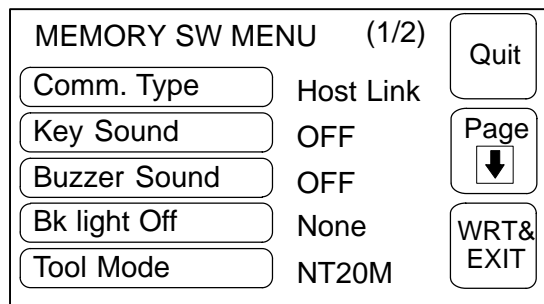 MEMORY SW MENU (1/2)
Quit
Comm. Type Host Link
Key Sound OFF
Page
Buzzer Sound OFF
Bk light Off None
WRT&
EXIT
Tool Mode NT20M